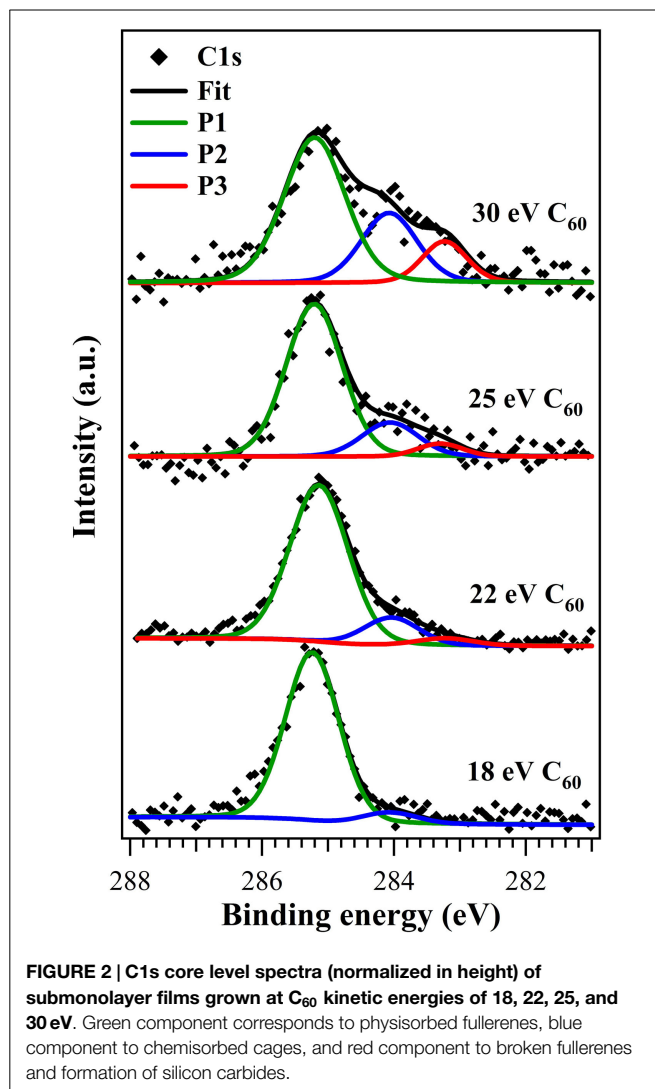 C1s
Fit
P1
P2
P3
30 eV C₆₀
25 eV C₆₀
22 eV C₆₀
18 eV C₆₀
Intensity (a.u.)
288 286 284 282
Binding energy (eV)
FIGURE 2 | C1s core level spectra (normalized in height) of
submonolayer films grown at C₆₀ kinetic energies of 18, 22, 25, and
30 eV. Green component corresponds to physisorbed fullerenes, blue
component to chemisorbed cages, and red component to broken fullerenes
and formation of silicon carbides.